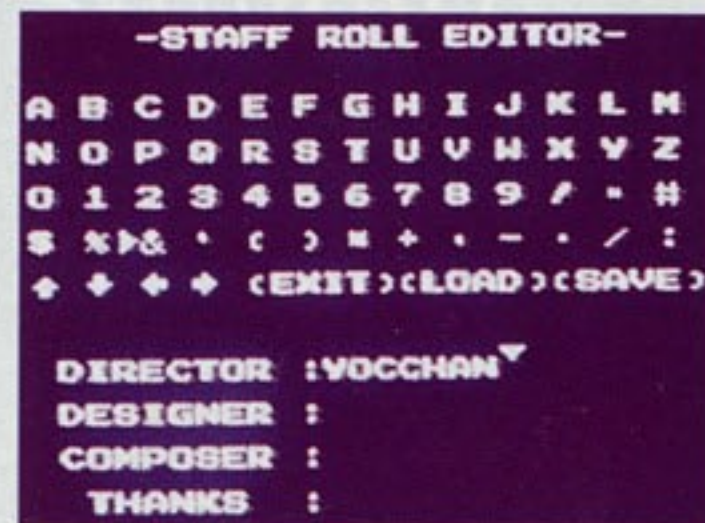 -STAFF ROLL EDITOR-
A B C D E F G H I J K L M
N O P Q R S T U V W X Y Z
0 1 2 3 4 5 6 7 8 9 ! " #
$ % & ' ( ) * + , - . / :
↑ ↓ ← → (EXIT)(LOAD)(SAVE)
DIRECTOR :YOCCHAN
DESIGNER :
COMPOSER :
THANKS :